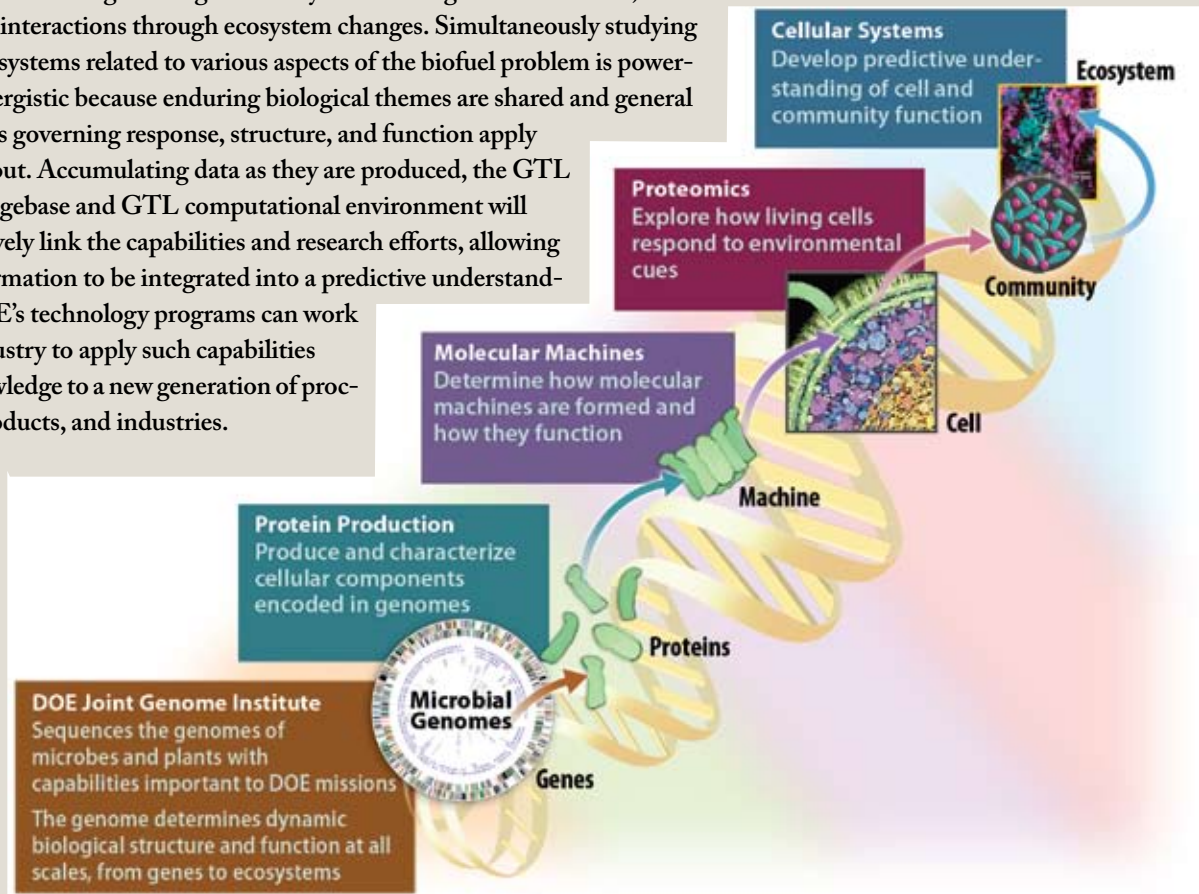 interactions through ecosystem changes. Simultaneously studying
systems related to various aspects of the biofuel problem is power-
ergistic because enduring biological themes are shared and general
s governing response, structure, and function apply
out. Accumulating data as they are produced, the GTL
gebase and GTL computational environment will
vely link the capabilities and research efforts, allowing
rmation to be integrated into a predictive understand-
E’s technology programs can work
ustry to apply such capabilities
wledge to a new generation of proc-
oducts, and industries.
Cellular Systems
Develop predictive under-
standing of cell and
community function
Ecosystem
Proteomics
Explore how living cells
respond to environmental
cues
Community
Molecular Machines
Determine how molecular
machines are formed and
how they function
Cell
Machine
Protein Production
Produce and characterize
cellular components
encoded in genomes
Proteins
Microbial
Genomes
Genes
DOE Joint Genome Institute
Sequences the genomes of
microbes and plants with
capabilities important to DOE missions
The genome determines dynamic
biological structure and function at all
scales, from genes to ecosystems